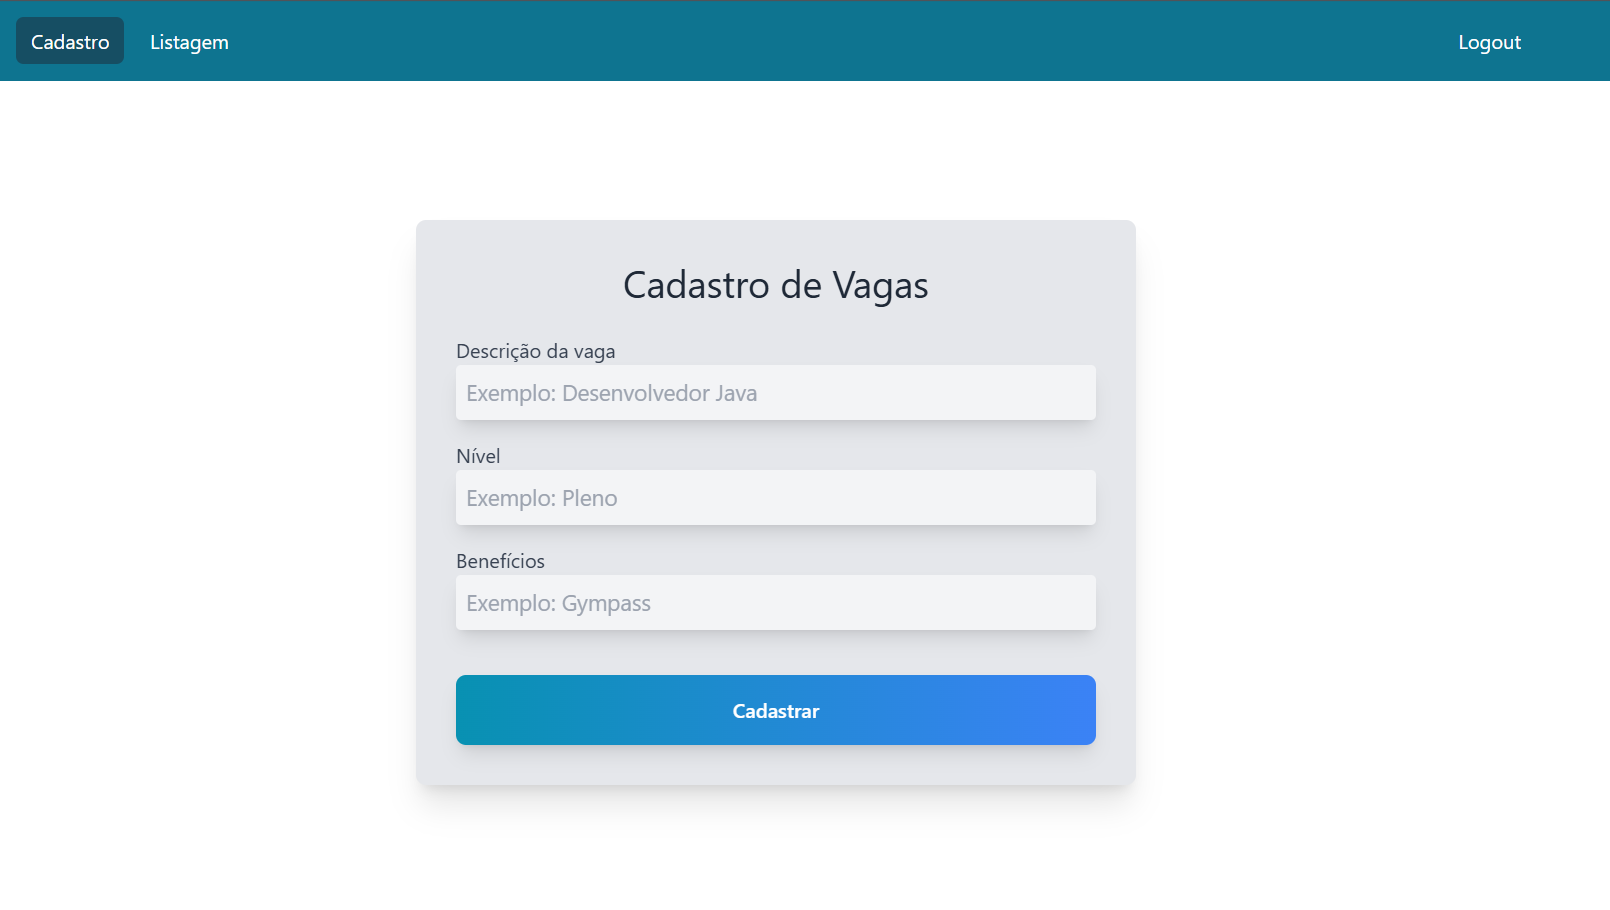 Cadastro
Listagem
Logout
Cadastro de Vagas
Descrição da vaga
Exemplo: Desenvolvedor Java
Nível
Exemplo: Pleno
Benefícios
Exemplo: Gympass
Cadastrar